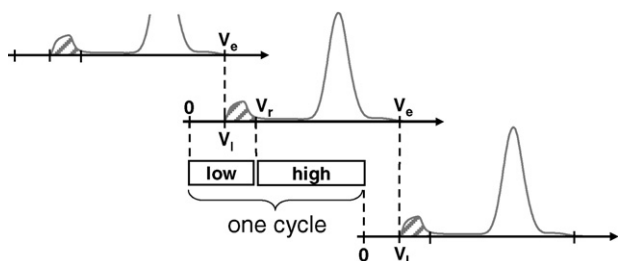 Vₑ
0 Vᵣ Vₑ
Vₗ
low high
one cycle
0 Vₗ